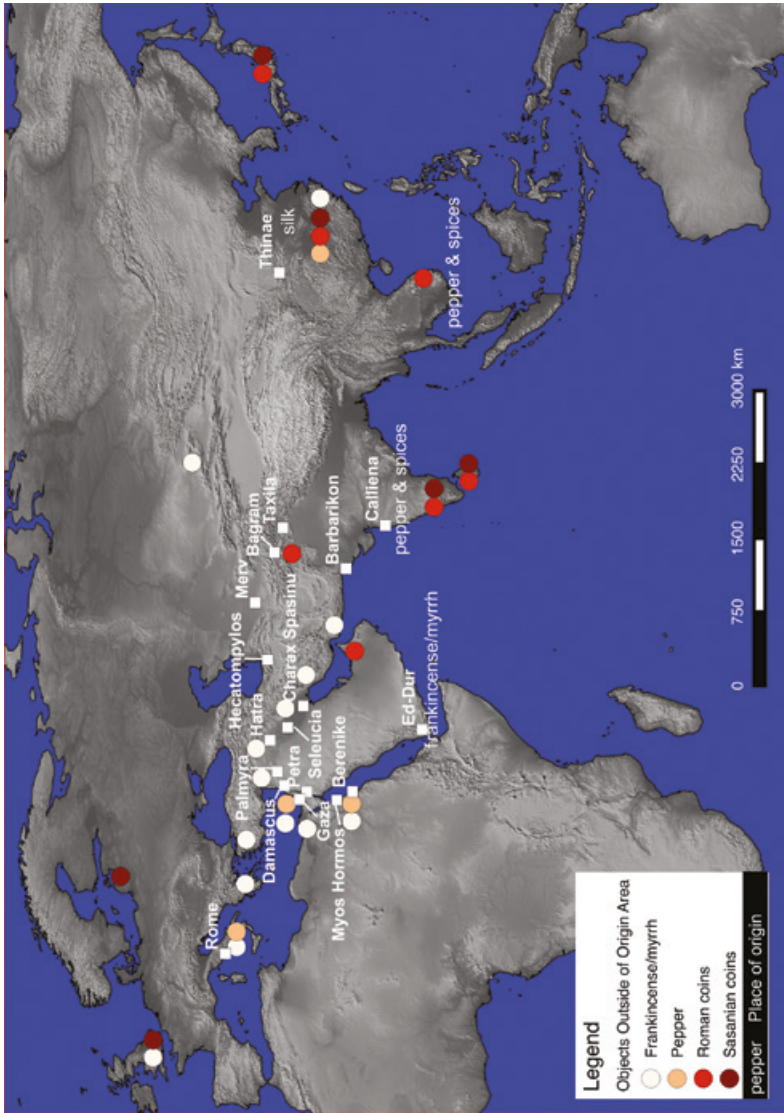 Thinae
silk
pepper & spices
Merv
Bagram
Taxila
Hecatompylos
Hatra
Charax Spasinu
Palmyra
Damascus
Petra
Seleucia
Gaza
Berenike
Myos Hormos
Rome
Barbarikon
Calliena
pepper & spices
Ed-Dur
frankincense/myrrh
0 750 1500 2250 3000 km
Legend
Objects Outside of Origin Area
Frankincense/myrrh
Pepper
Roman coins
Sasanian coins
pepper Place of origin